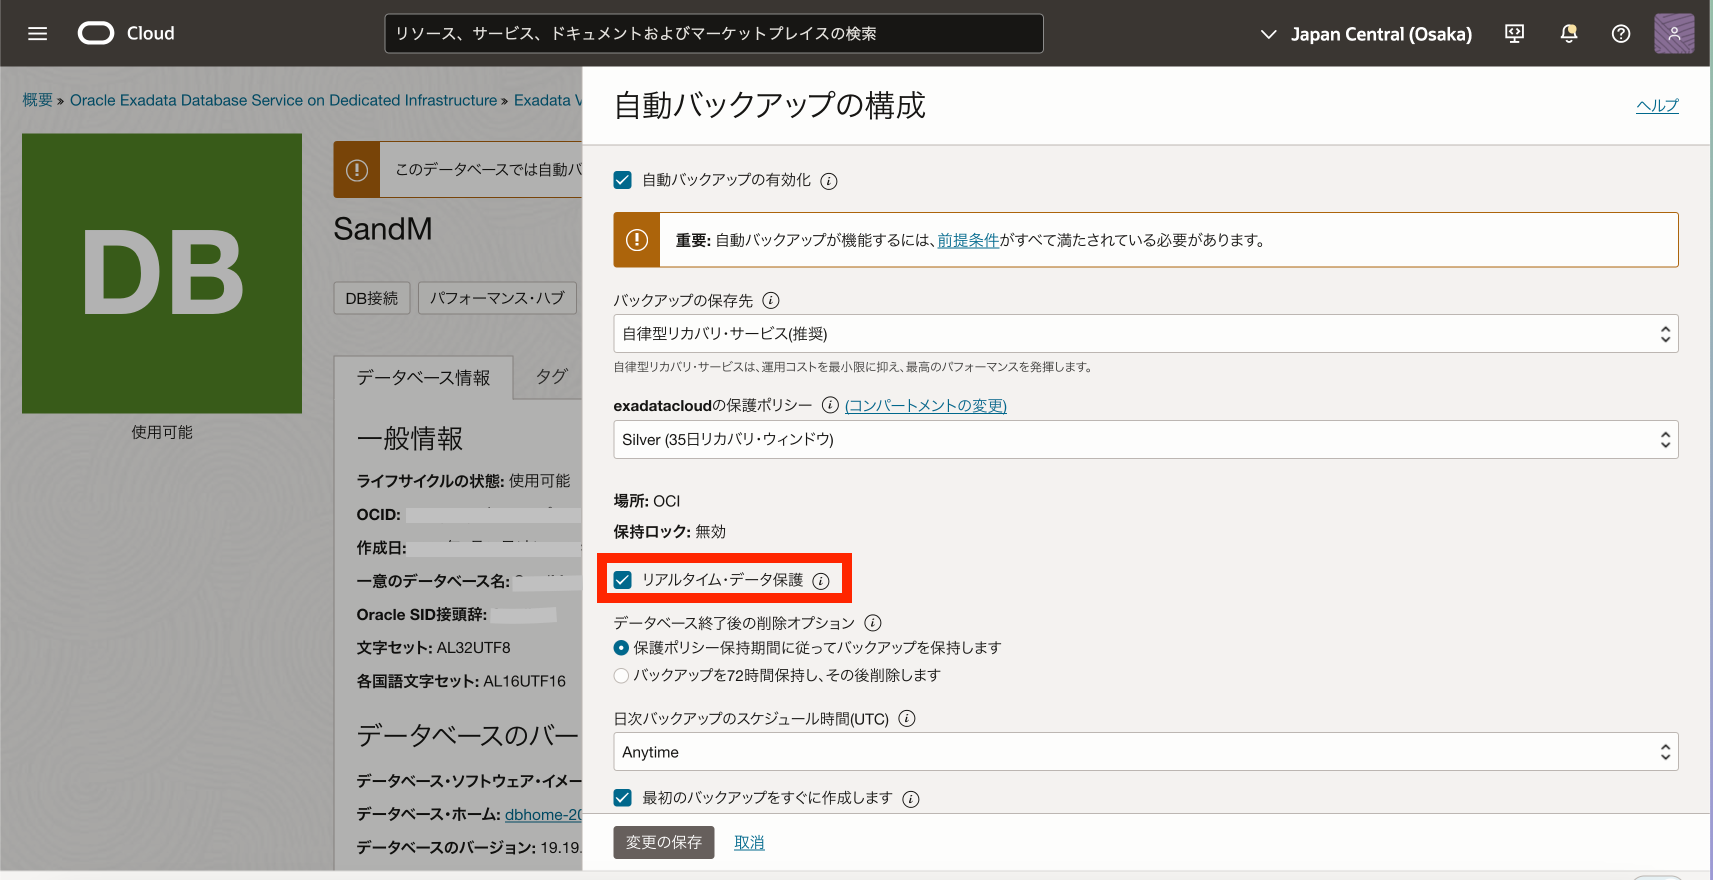 Cloud
リソース、サービス、ドキュメントおよびマーケットプレイスの検索
Japan Central (Osaka)
概要 » Oracle Exadata Database Service on Dedicated Infrastructure » Exadata V
DB
使用可能
このデータベースでは自動バ
SandM
DB接続
パフォーマンス・ハブ
データベース情報
タグ
一般情報
ライフサイクルの状態: 使用可能
OCID:
作成日:
一意のデータベース名:
Oracle SID接頭辞:
文字セット: AL32UTF8
各国語文字セット: AL16UTF16
データベースのバー
データベース・ソフトウェア・イメー
データベース・ホーム: dbhome-20
データベースのバージョン: 19.19.
自動バックアップの構成
ヘルプ
自動バックアップの有効化
重要: 自動バックアップが機能するには、前提条件がすべて満たされている必要があります。
バックアップの保存先
自律型リカバリ・サービス(推奨)
自律型リカバリ・サービスは、運用コストを最小限に抑え、最高のパフォーマンスを発揮します。
exadatacloudの保護ポリシー (コンパートメントの変更)
Silver (35日リカバリ・ウィンドウ)
場所: OCI
保持ロック: 無効
リアルタイム・データ保護
データベース終了後の削除オプション
保護ポリシー保持期間に従ってバックアップを保持します
バックアップを72時間保持し、その後削除します
日次バックアップのスケジュール時間(UTC)
Anytime
最初のバックアップをすぐに作成します
変更の保存
取消